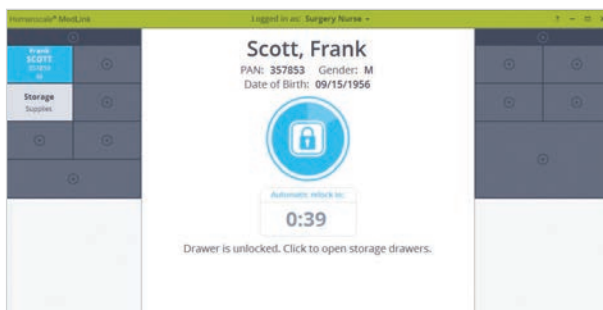 Humanscale® MedLink
Logged in as: Surgery Nurse
? –
Frank
SCOTT
357853
M
Storage
Supplies
Scott, Frank
PAN: 357853 Gender: M
Date of Birth: 09/15/1956
Automatic relock in:
0:39
Drawer is unlocked. Click to open storage drawers.